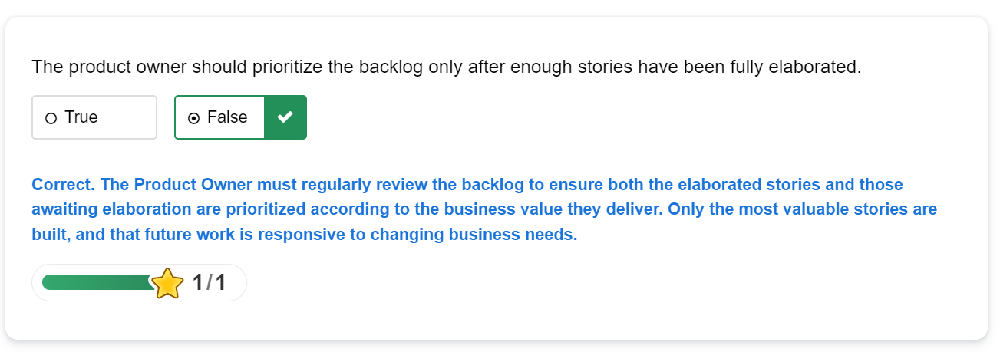 The product owner should prioritize the backlog only after enough stories have been fully elaborated.
True
False
Correct. The Product Owner must regularly review the backlog to ensure both the elaborated stories and those
awaiting elaboration are prioritized according to the business value they deliver. Only the most valuable stories are
built, and that future work is responsive to changing business needs.
1/1